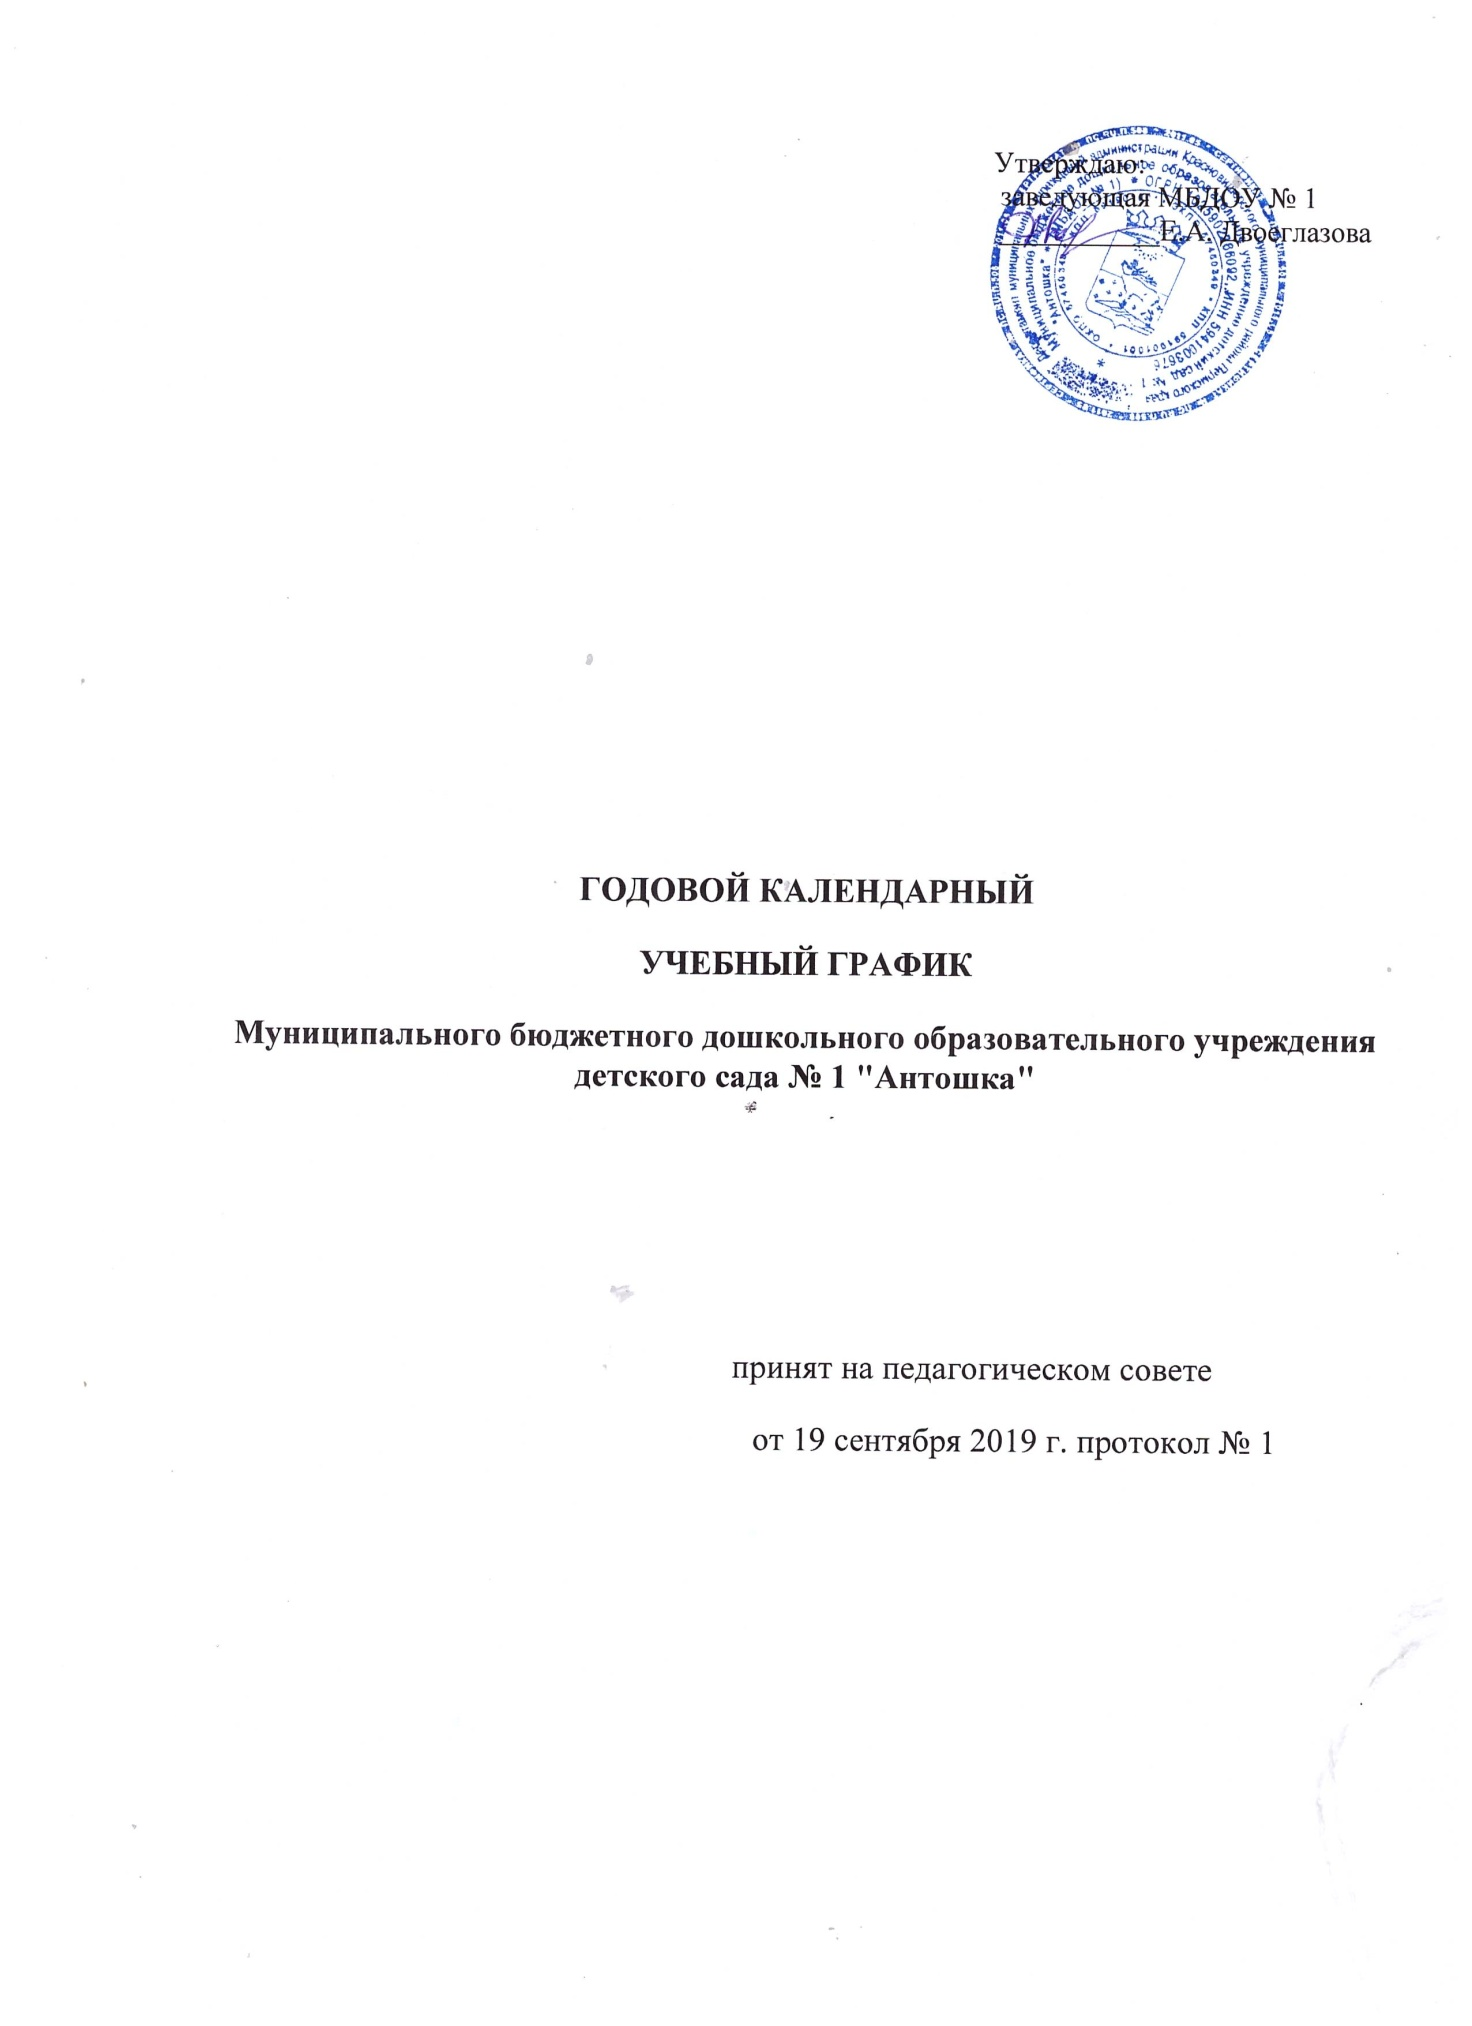 Утверждаю:
заведующая МБДОУ № 1
Е.А. Двоеглазова
ГОДОВОЙ КАЛЕНДАРНЫЙ
УЧЕБНЫЙ ГРАФИК
Муниципального бюджетного дошкольного образовательного учреждения
детского сада № 1 "Антошка"
принят на педагогическом совете
от 19 сентября 2019 г. протокол № 1